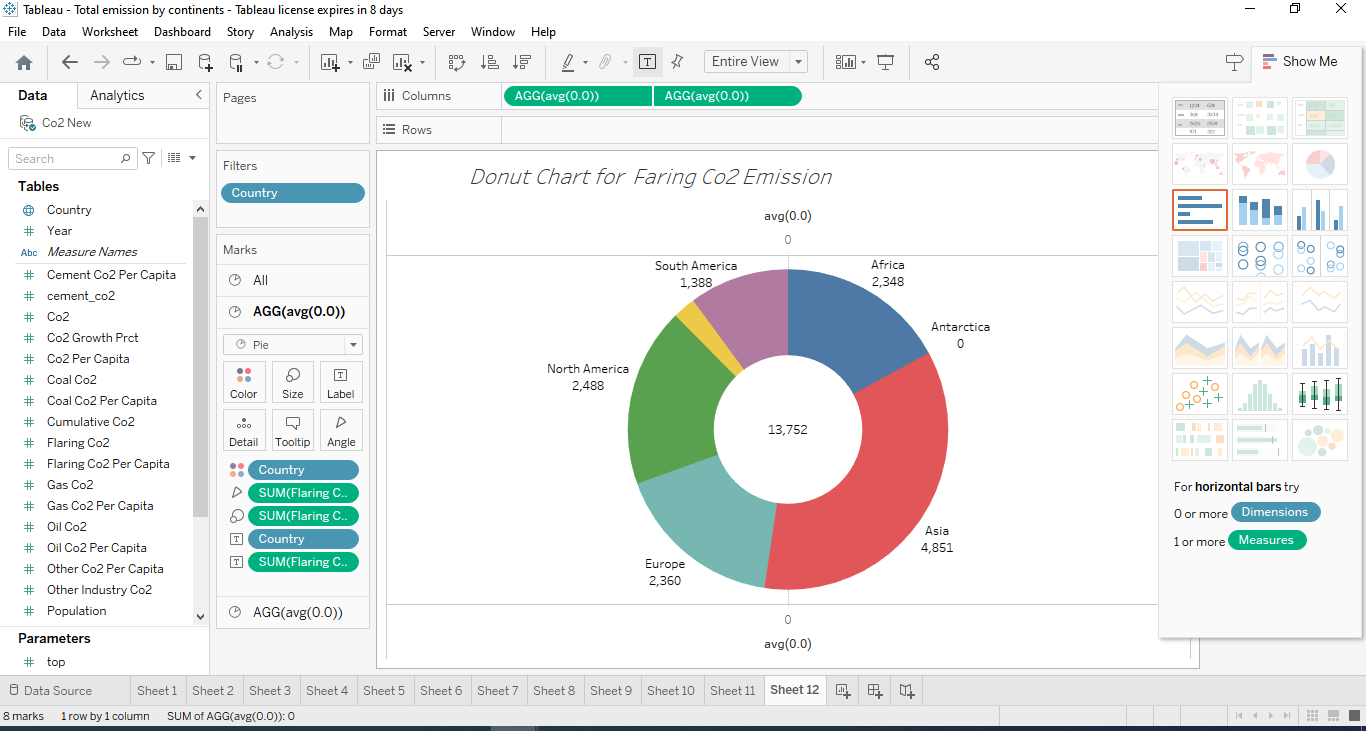 Tableau - Total emission by continents - Tableau license expires in 8 days
File Data Worksheet Dashboard Story Analysis Map Format Server Window Help
Entire View
Show Me
Data Analytics
Co2 New
Search
Tables
Country
Year
Abc Measure Names
Cement Co2 Per Capita
cement_co2
Co2
Co2 Growth Prct
Co2 Per Capita
Coal Co2
Coal Co2 Per Capita
Cumulative Co2
Flaring Co2
Flaring Co2 Per Capita
Gas Co2
Gas Co2 Per Capita
Oil Co2
Oil Co2 Per Capita
Other Co2 Per Capita
Other Industry Co2
Population
Parameters
top
Pages
Filters
Country
Marks
All
AGG(avg(0.0))
Pie
Color Size Label
Detail Tooltip Angle
Country
SUM(Flaring C..
SUM(Flaring C..
Country
SUM(Flaring C..
AGG(avg(0.0))
Columns AGG(avg(0.0)) AGG(avg(0.0))
Rows
Donut Chart for Faring Co2 Emission
avg(0.0)
0
South America
1,388
Africa
2,348
Antarctica
0
North America
2,488
13,752
Asia
4,851
Europe
2,360
0
avg(0.0)
For horizontal bars try
0 or more Dimensions
1 or more Measures
Data Source Sheet 1 Sheet 2 Sheet 3 Sheet 4 Sheet 5 Sheet 6 Sheet 7 Sheet 8 Sheet 9 Sheet 10 Sheet 11 Sheet 12
8 marks 1 row by 1 column SUM of AGG(avg(0.0)): 0